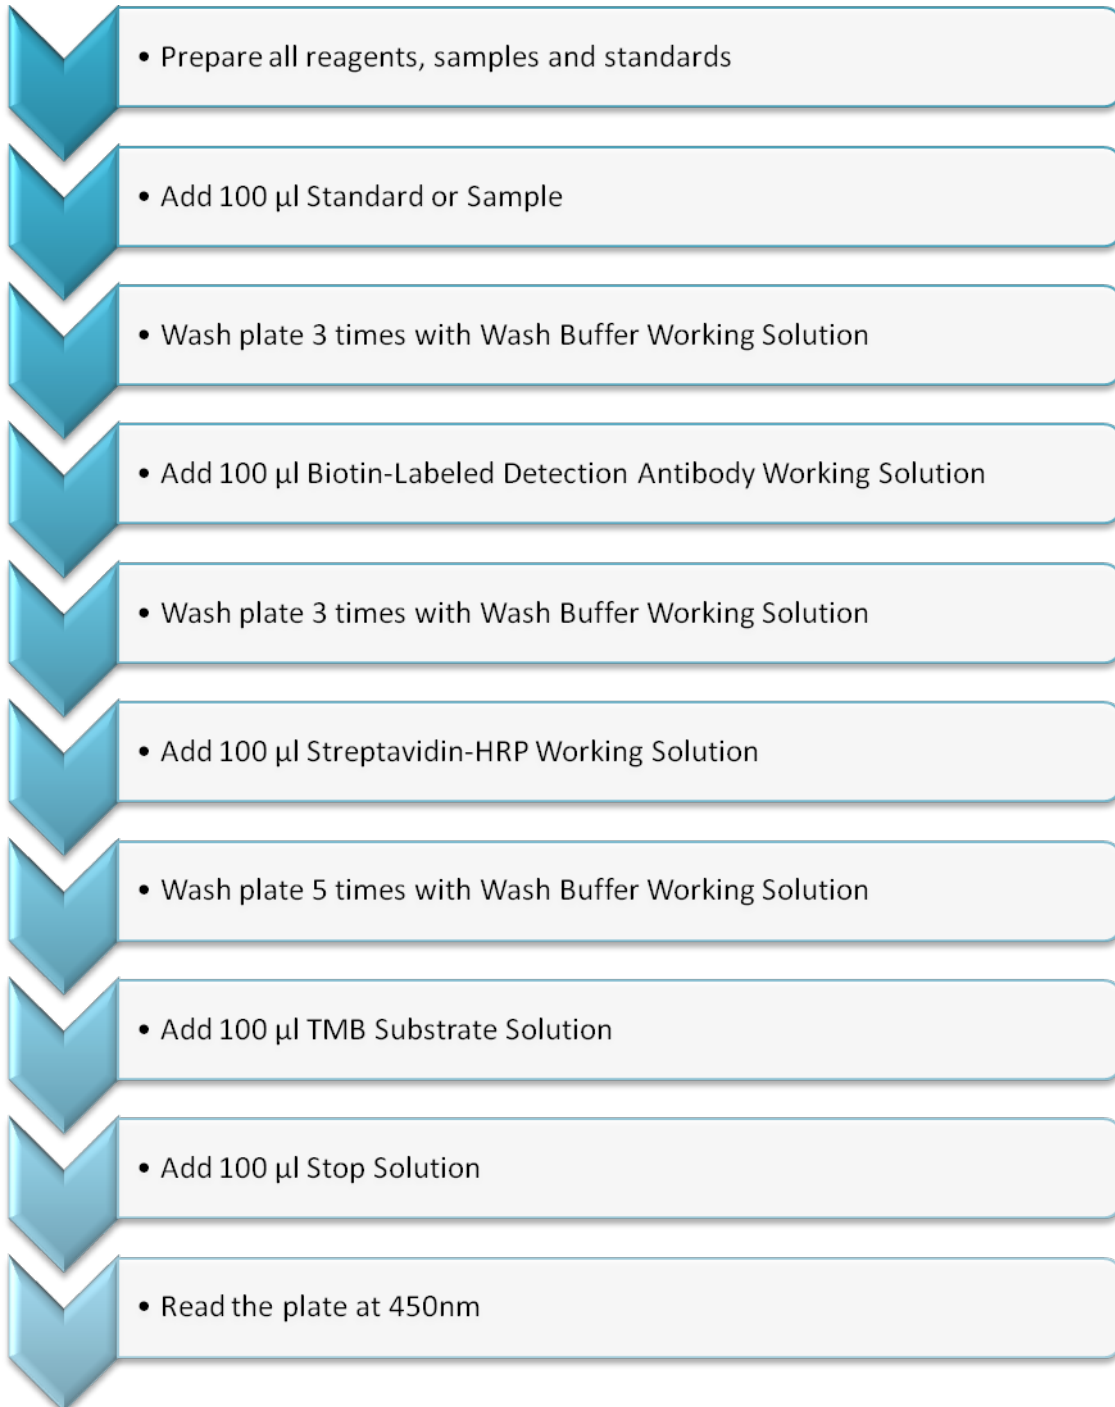 • Prepare all reagents, samples and standards
• Add 100 µl Standard or Sample
• Wash plate 3 times with Wash Buffer Working Solution
• Add 100 µl Biotin-Labeled Detection Antibody Working Solution
• Wash plate 3 times with Wash Buffer Working Solution
• Add 100 µl Streptavidin-HRP Working Solution
• Wash plate 5 times with Wash Buffer Working Solution
• Add 100 µl TMB Substrate Solution
• Add 100 µl Stop Solution
• Read the plate at 450nm